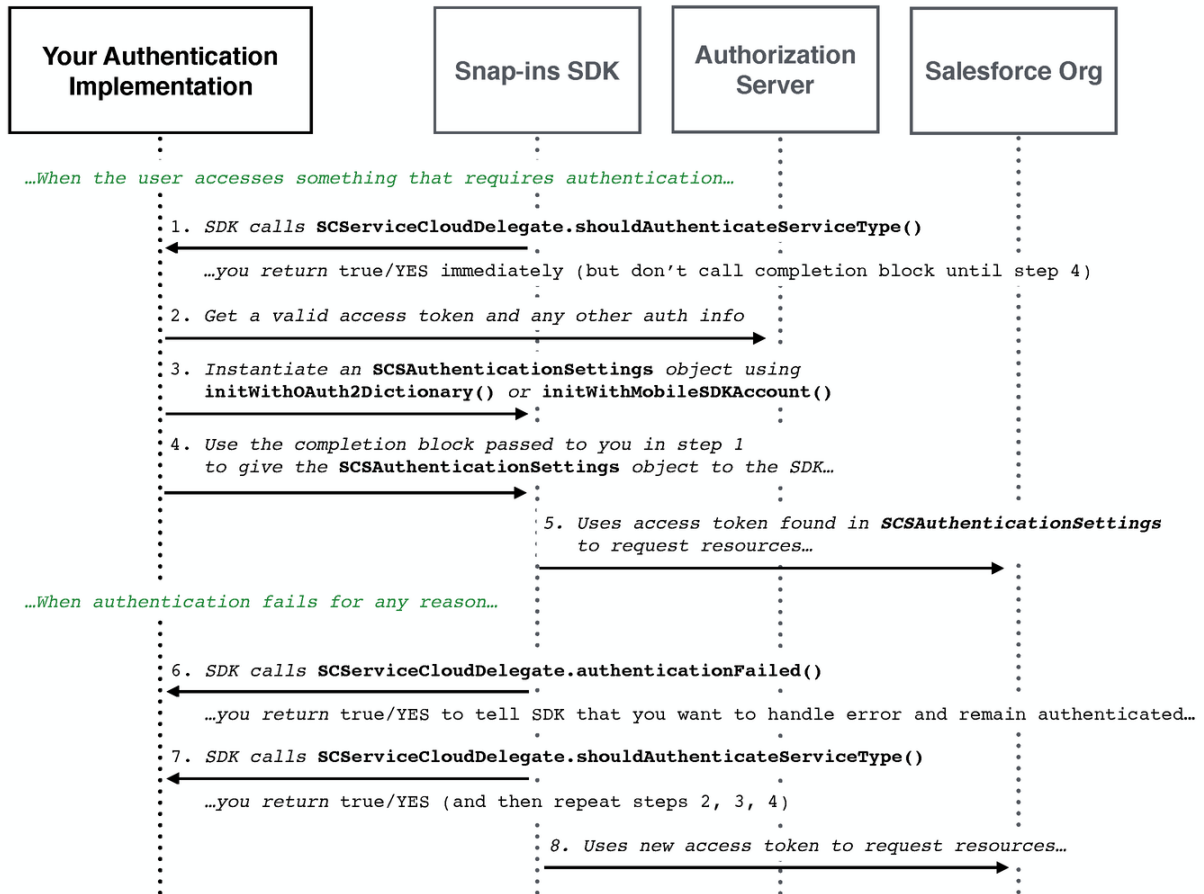 Your Authentication
Implementation
Snap-ins SDK
Authorization
Server
Salesforce Org
…When the user accesses something that requires authentication…
1. SDK calls SCServiceCloudDelegate.shouldAuthenticateServiceType()
…you return true/YES immediately (but don’t call completion block until step 4)
2. Get a valid access token and any other auth info
3. Instantiate an SCSAuthenticationSettings object using
initWithOAuth2Dictionary() or initWithMobileSDKAccount()
4. Use the completion block passed to you in step 1
to give the SCSAuthenticationSettings object to the SDK…
5. Uses access token found in SCSAuthenticationSettings
to request resources…
…When authentication fails for any reason…
6. SDK calls SCServiceCloudDelegate.authenticationFailed()
…you return true/YES to tell SDK that you want to handle error and remain authenticated…
7. SDK calls SCServiceCloudDelegate.shouldAuthenticateServiceType()
…you return true/YES (and then repeat steps 2, 3, 4)
8. Uses new access token to request resources…